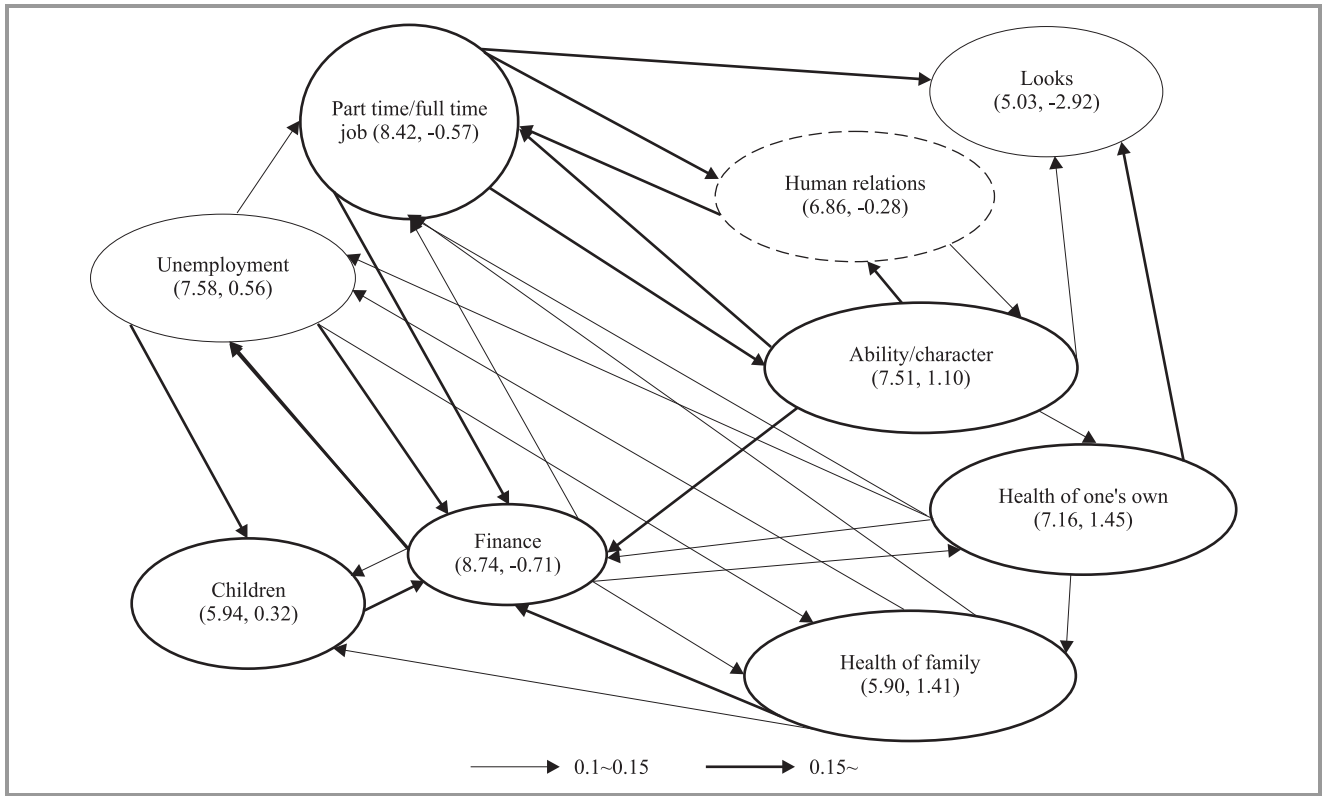 Part time/full time
job (8.42, -0.57)
Looks
(5.03, -2.92)
Human relations
(6.86, -0.28)
Unemployment
(7.58, 0.56)
Ability/character
(7.51, 1.10)
Health of one's own
(7.16, 1.45)
Finance
(8.74, -0.71)
Children
(5.94, 0.32)
Health of family
(5.90, 1.41)
0.1~0.15
0.15~